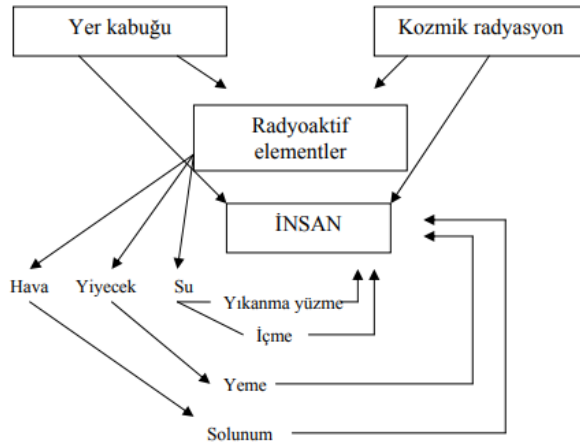 Yer kabuğu
Kozmik radyasyon
Radyoaktif
elementler
İNSAN
Hava
Yiyecek
Su
Yıkanma yüzme
İçme
Yeme
Solunum